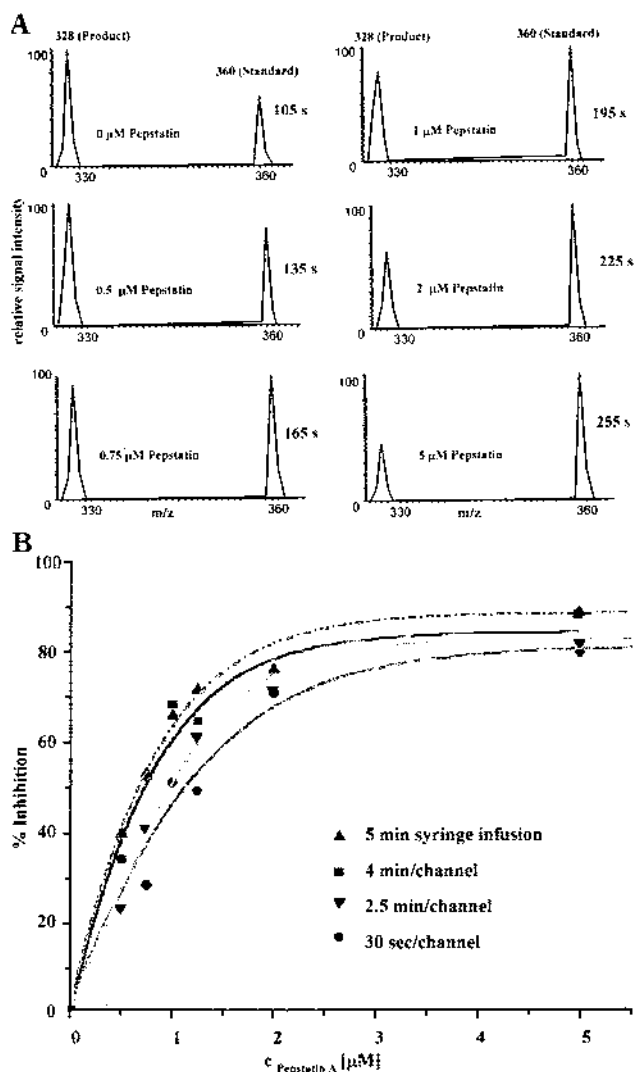 A
328 (Product)
360 (Standard)
100
0
0 µM Pepstatin
330
360
105 s
328 (Product)
360 (Standard)
100
0
1 µM Pepstatin
330
360
195 s
relative signal intensity
100
0
0.5 µM Pepstatin
330
360
135 s
100
0
2 µM Pepstatin
330
360
225 s
100
0
0.75 µM Pepstatin
330
m/z
360
165 s
100
0
5 µM Pepstatin
330
m/z
360
255 s
B
100
80
60
40
20
0
% Inhibition
5 min syringe infusion
4 min/channel
2.5 min/channel
30 sec/channel
0 1 2 3 4 5
c Pepstatin A [µM]